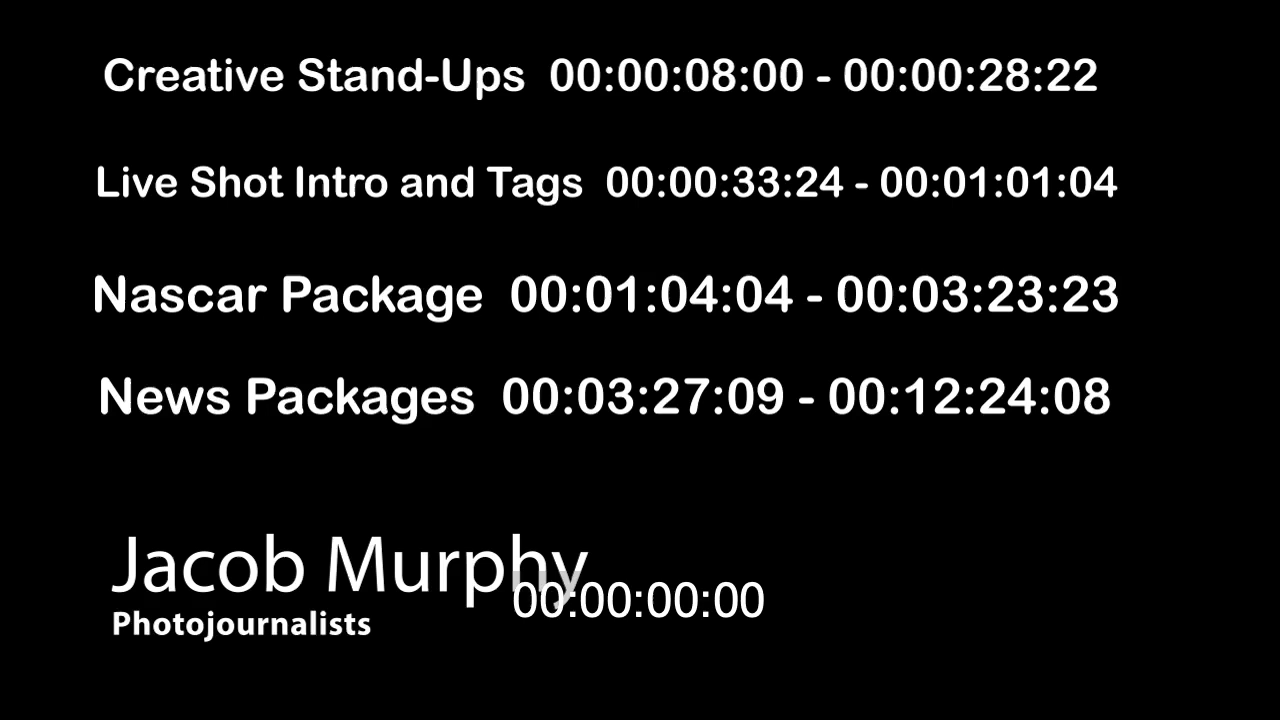 Creative Stand-Ups 00:00:08:00 - 00:00:28:22
Live Shot Intro and Tags 00:00:33:24 - 00:01:01:04
Nascar Package 00:01:04:04 - 00:03:23:23
News Packages 00:03:27:09 - 00:12:24:08
Jacob Murphy
00:00:00:00
Photojournalists